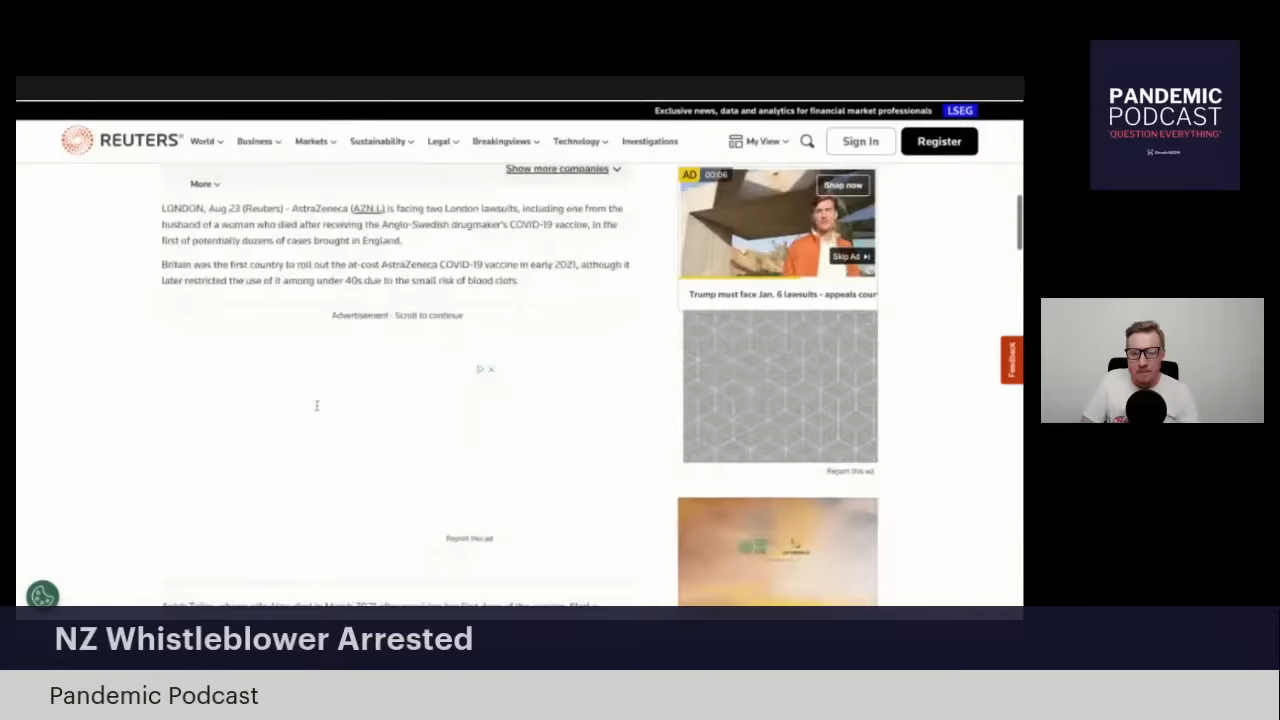 Exclusive news, data and analytics for financial market professionals LSEG
REUTERS World Business Markets Sustainability Legal Breakingviews Technology Investigations My View Sign In Register
Show more companies
More
LONDON, Aug 23 (Reuters) - AstraZeneca (AZN.L) is facing two London lawsuits, including one from the
husband of a woman who died after receiving the Anglo-Swedish drugmaker's COVID-19 vaccine, in the
first of potentially dozens of cases brought in England.
Britain was the first country to roll out the at-cost AstraZeneca COVID-19 vaccine in early 2021, although it
later restricted the use of it among under 40s due to the small risk of blood clots.
Advertisement · Scroll to continue
Report this ad
AD 00:06
Shop now
Skip Ad
Trump must face Jan. 6 lawsuits - appeals cour
Report this ad
Feedback
PANDEMIC
PODCAST
'QUESTION EVERYTHING'
NZ Whistleblower Arrested
Pandemic Podcast